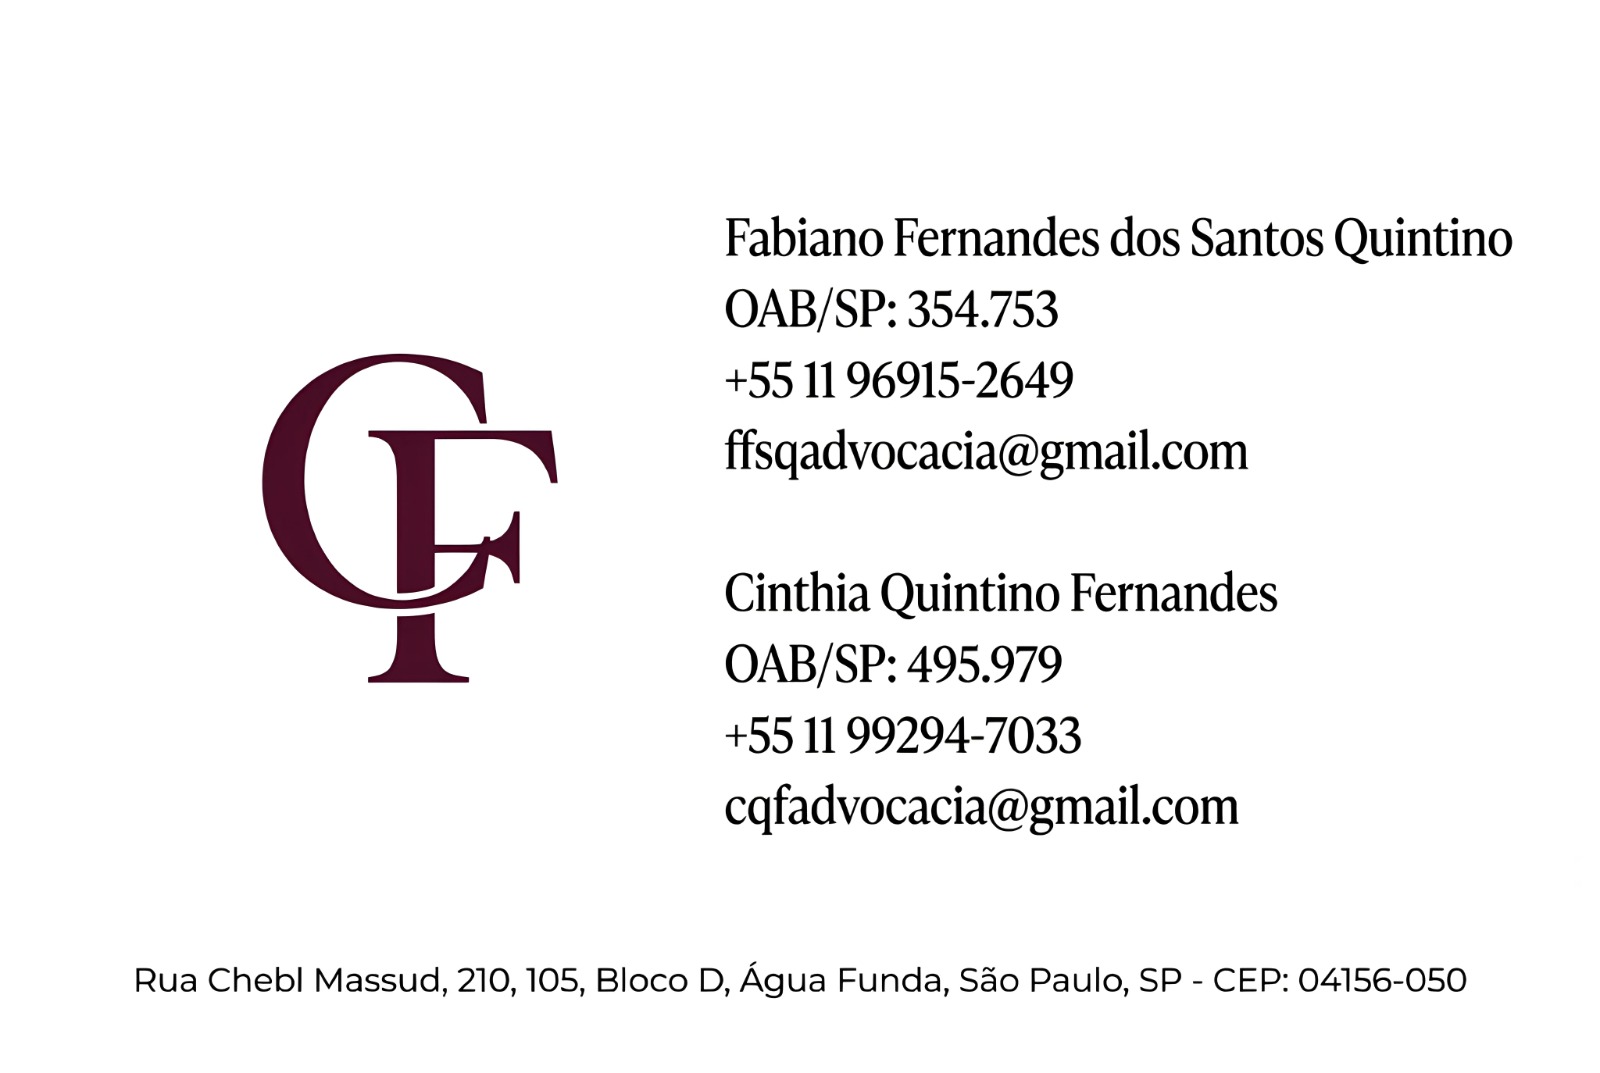 CF
Fabiano Fernandes dos Santos Quintino
OAB/SP: 354.753
+55 11 96915-2649
ffsqadvocacia@gmail.com
Cinthia Quintino Fernandes
OAB/SP: 495.979
+55 11 99294-7033
cqfadvocacia@gmail.com
Rua Chebl Massud, 210, 105, Bloco D, Água Funda, São Paulo, SP - CEP: 04156-050